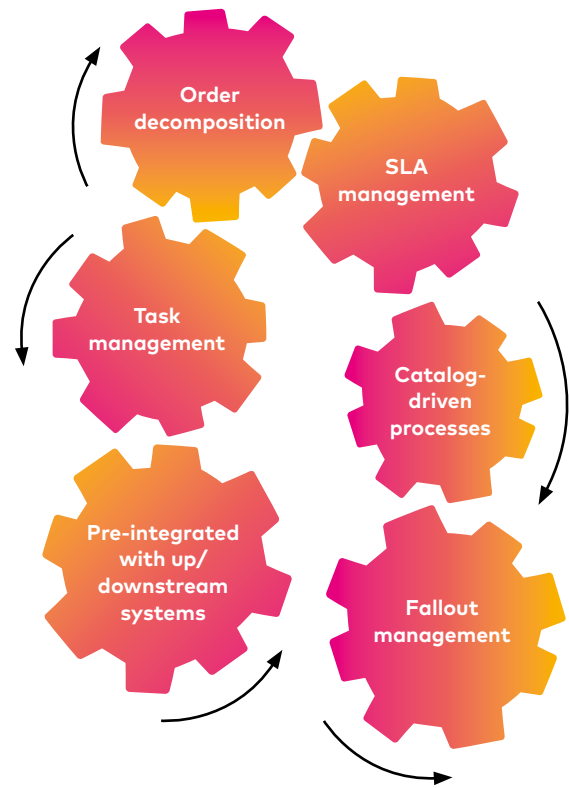 Order
decomposition
SLA
management
Task
management
Catalog-
driven
processes
Pre-integrated
with up/
downstream
systems
Fallout
management